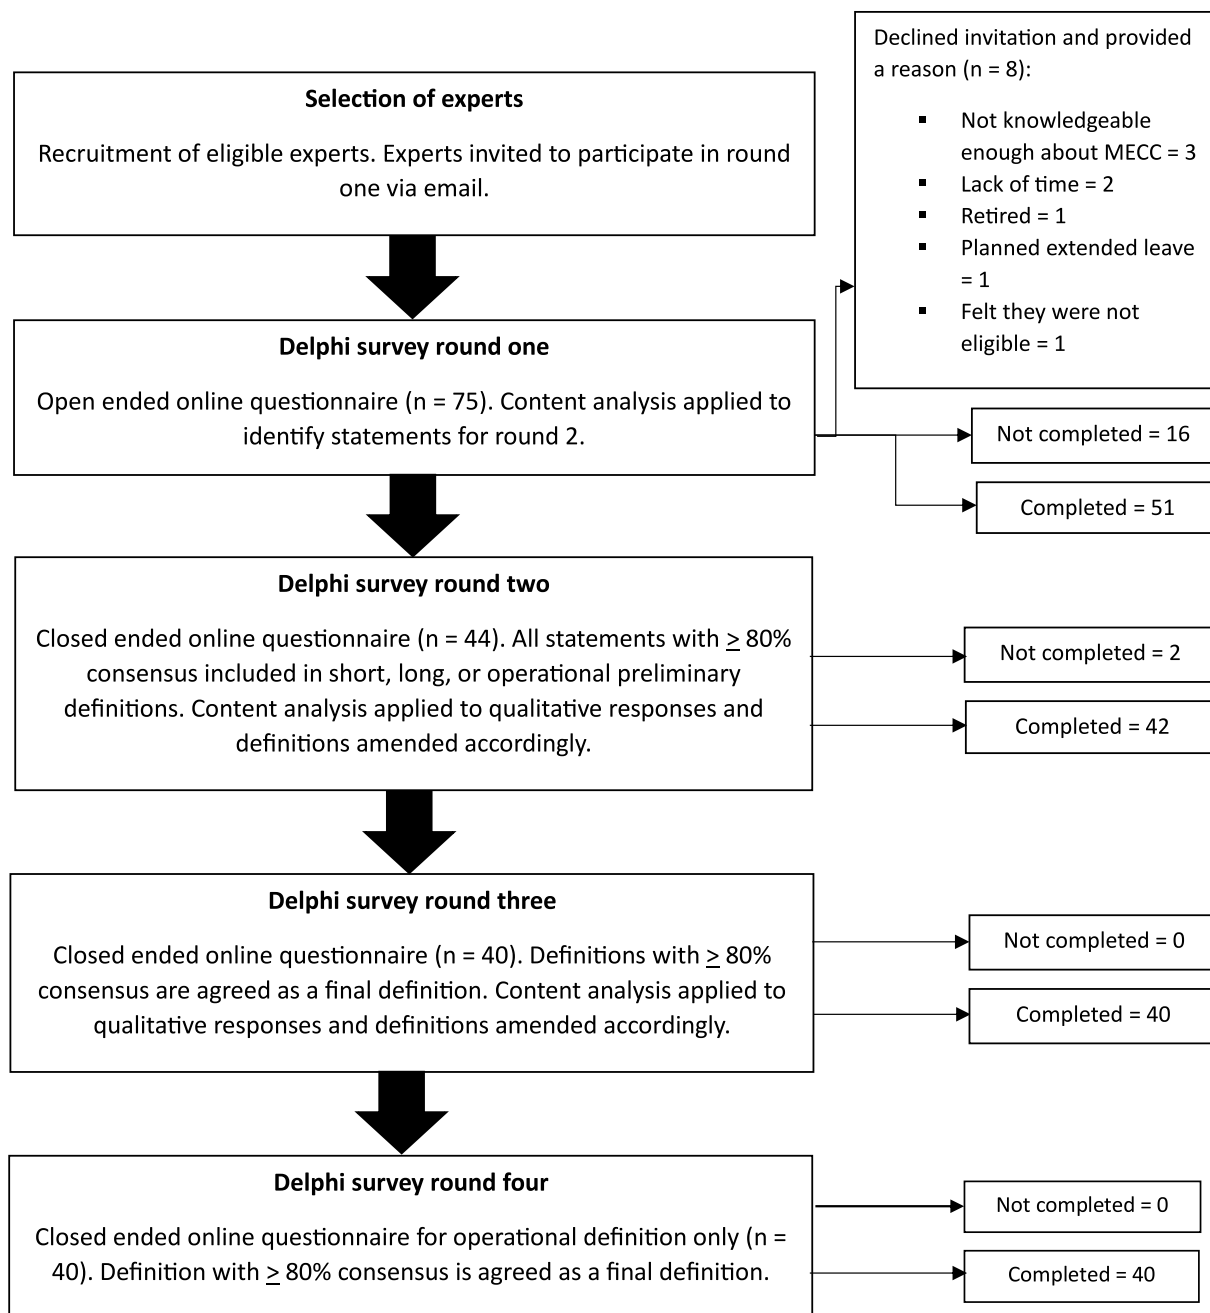 Selection of experts
Recruitment of eligible experts. Experts invited to participate in round
one via email.
Declined invitation and provided
a reason (n = 8):
▪ Not knowledgeable
enough about MECC = 3
▪ Lack of time = 2
▪ Retired = 1
▪ Planned extended leave
= 1
▪ Felt they were not
eligible = 1
Delphi survey round one
Open ended online questionnaire (n = 75). Content analysis applied to
identify statements for round 2.
Not completed = 16
Completed = 51
Delphi survey round two
Closed ended online questionnaire (n = 44). All statements with ≥ 80%
consensus included in short, long, or operational preliminary
definitions. Content analysis applied to qualitative responses and
definitions amended accordingly.
Not completed = 2
Completed = 42
Delphi survey round three
Closed ended online questionnaire (n = 40). Definitions with ≥ 80%
consensus are agreed as a final definition. Content analysis applied to
qualitative responses and definitions amended accordingly.
Not completed = 0
Completed = 40
Delphi survey round four
Closed ended online questionnaire for operational definition only (n =
40). Definition with ≥ 80% consensus is agreed as a final definition.
Not completed = 0
Completed = 40